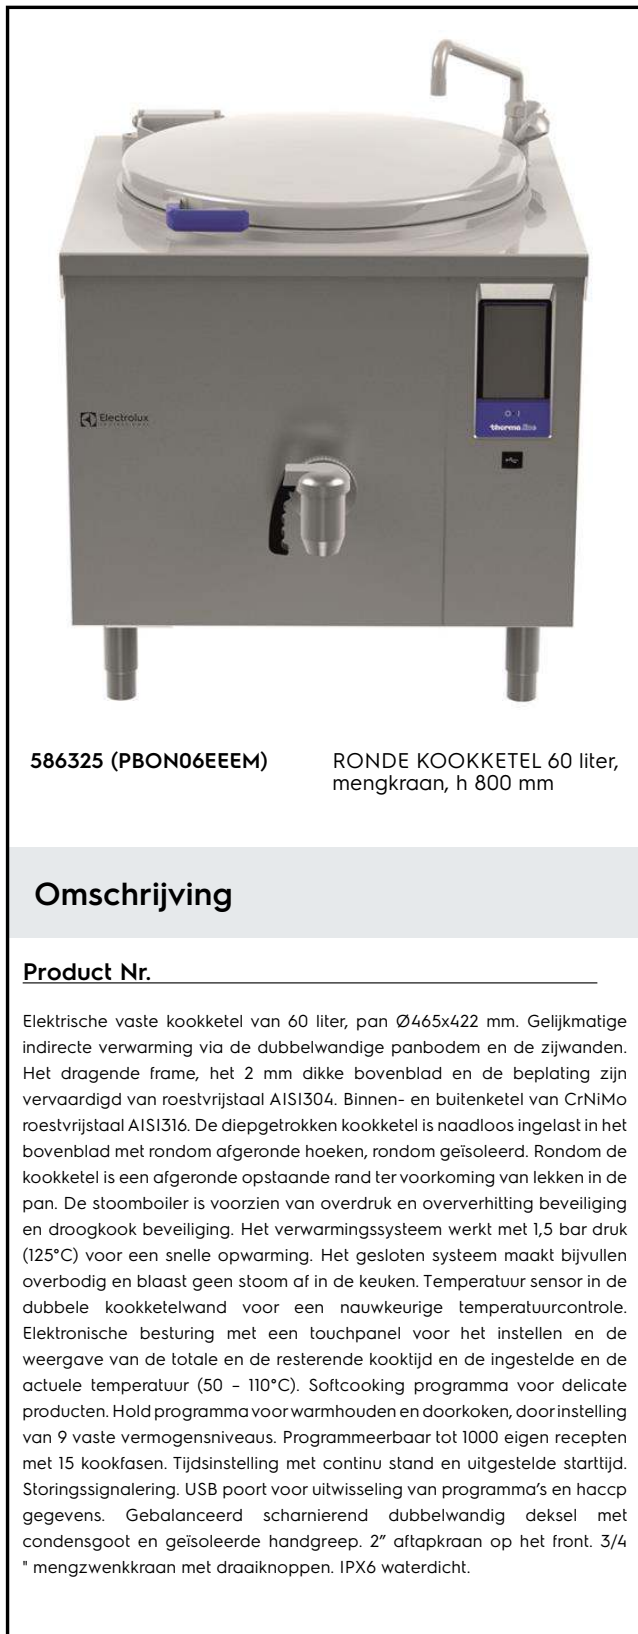 Electrolux
PROFESSIONAL
thermaline
586325 (PBON06EEEM)
RONDE KOOKKETEL 60 liter,
mengkraan, h 800 mm
Omschrijving
Product Nr.
Elektrische vaste kookketel van 60 liter, pan Ø465x422 mm. Gelijkmatige
indirecte verwarming via de dubbelwandige panbodem en de zijwanden.
Het dragende frame, het 2 mm dikke bovenblad en de beplating zijn
vervaardigd van roestvrijstaal AISI304. Binnen- en buitenketel van CrNiMo
roestvrijstaal AISI316. De diepgetrokken kookketel is naadloos ingelast in het
bovenblad met rondom afgeronde hoeken, rondom geïsoleerd. Rondom de
kookketel is een afgeronde opstaande rand ter voorkoming van lekken in de
pan. De stoomboiler is voorzien van overdruk en oververhitting beveiliging
en droogkook beveiliging. Het verwarmingssysteem werkt met 1,5 bar druk
(125°C) voor een snelle opwarming. Het gesloten systeem maakt bijvullen
overbodig en blaast geen stoom af in de keuken. Temperatuur sensor in de
dubbele kookketelwand voor een nauwkeurige temperatuurcontrole.
Elektronische besturing met een touchpanel voor het instellen en de
weergave van de totale en de resterende kooktijd en de ingestelde en de
actuele temperatuur (50 – 110°C). Softcooking programma voor delicate
producten. Hold programma voor warmhouden en doorkoken, door instelling
van 9 vaste vermogensniveaus. Programmeerbaar tot 1000 eigen recepten
met 15 kookfasen. Tijdsinstelling met continu stand en uitgestelde starttijd.
Storingssignalering. USB poort voor uitwisseling van programma's en haccp
gegevens. Gebalanceerd scharnierend dubbelwandig deksel met
condensgoot en geïsoleerde handgreep. 2" aftapkraan op het front. 3/4
" mengzwenkkraan met draaiknoppen. IPX6 waterdicht.